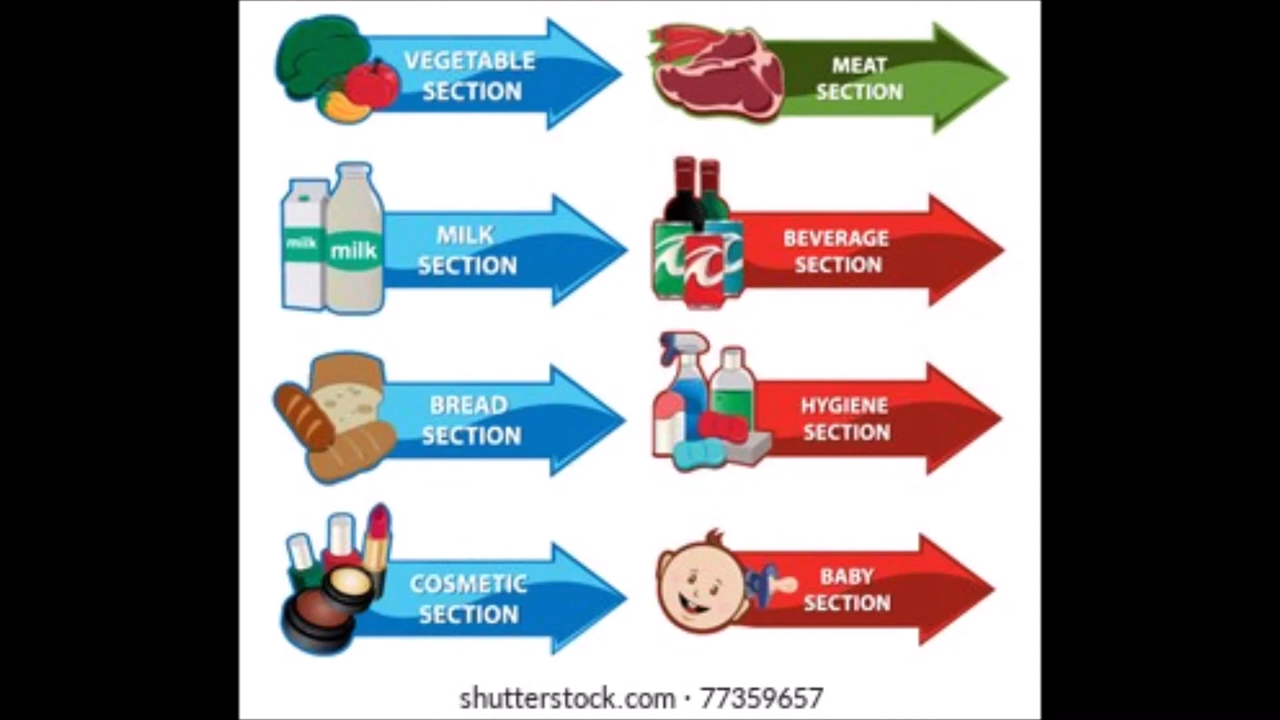 VEGETABLE
SECTION
MEAT
SECTION
milk
milk
MILK
SECTION
BEVERAGE
SECTION
BREAD
SECTION
HYGIENE
SECTION
COSMETIC
SECTION
BABY
SECTION
shutterstock.com · 77359657